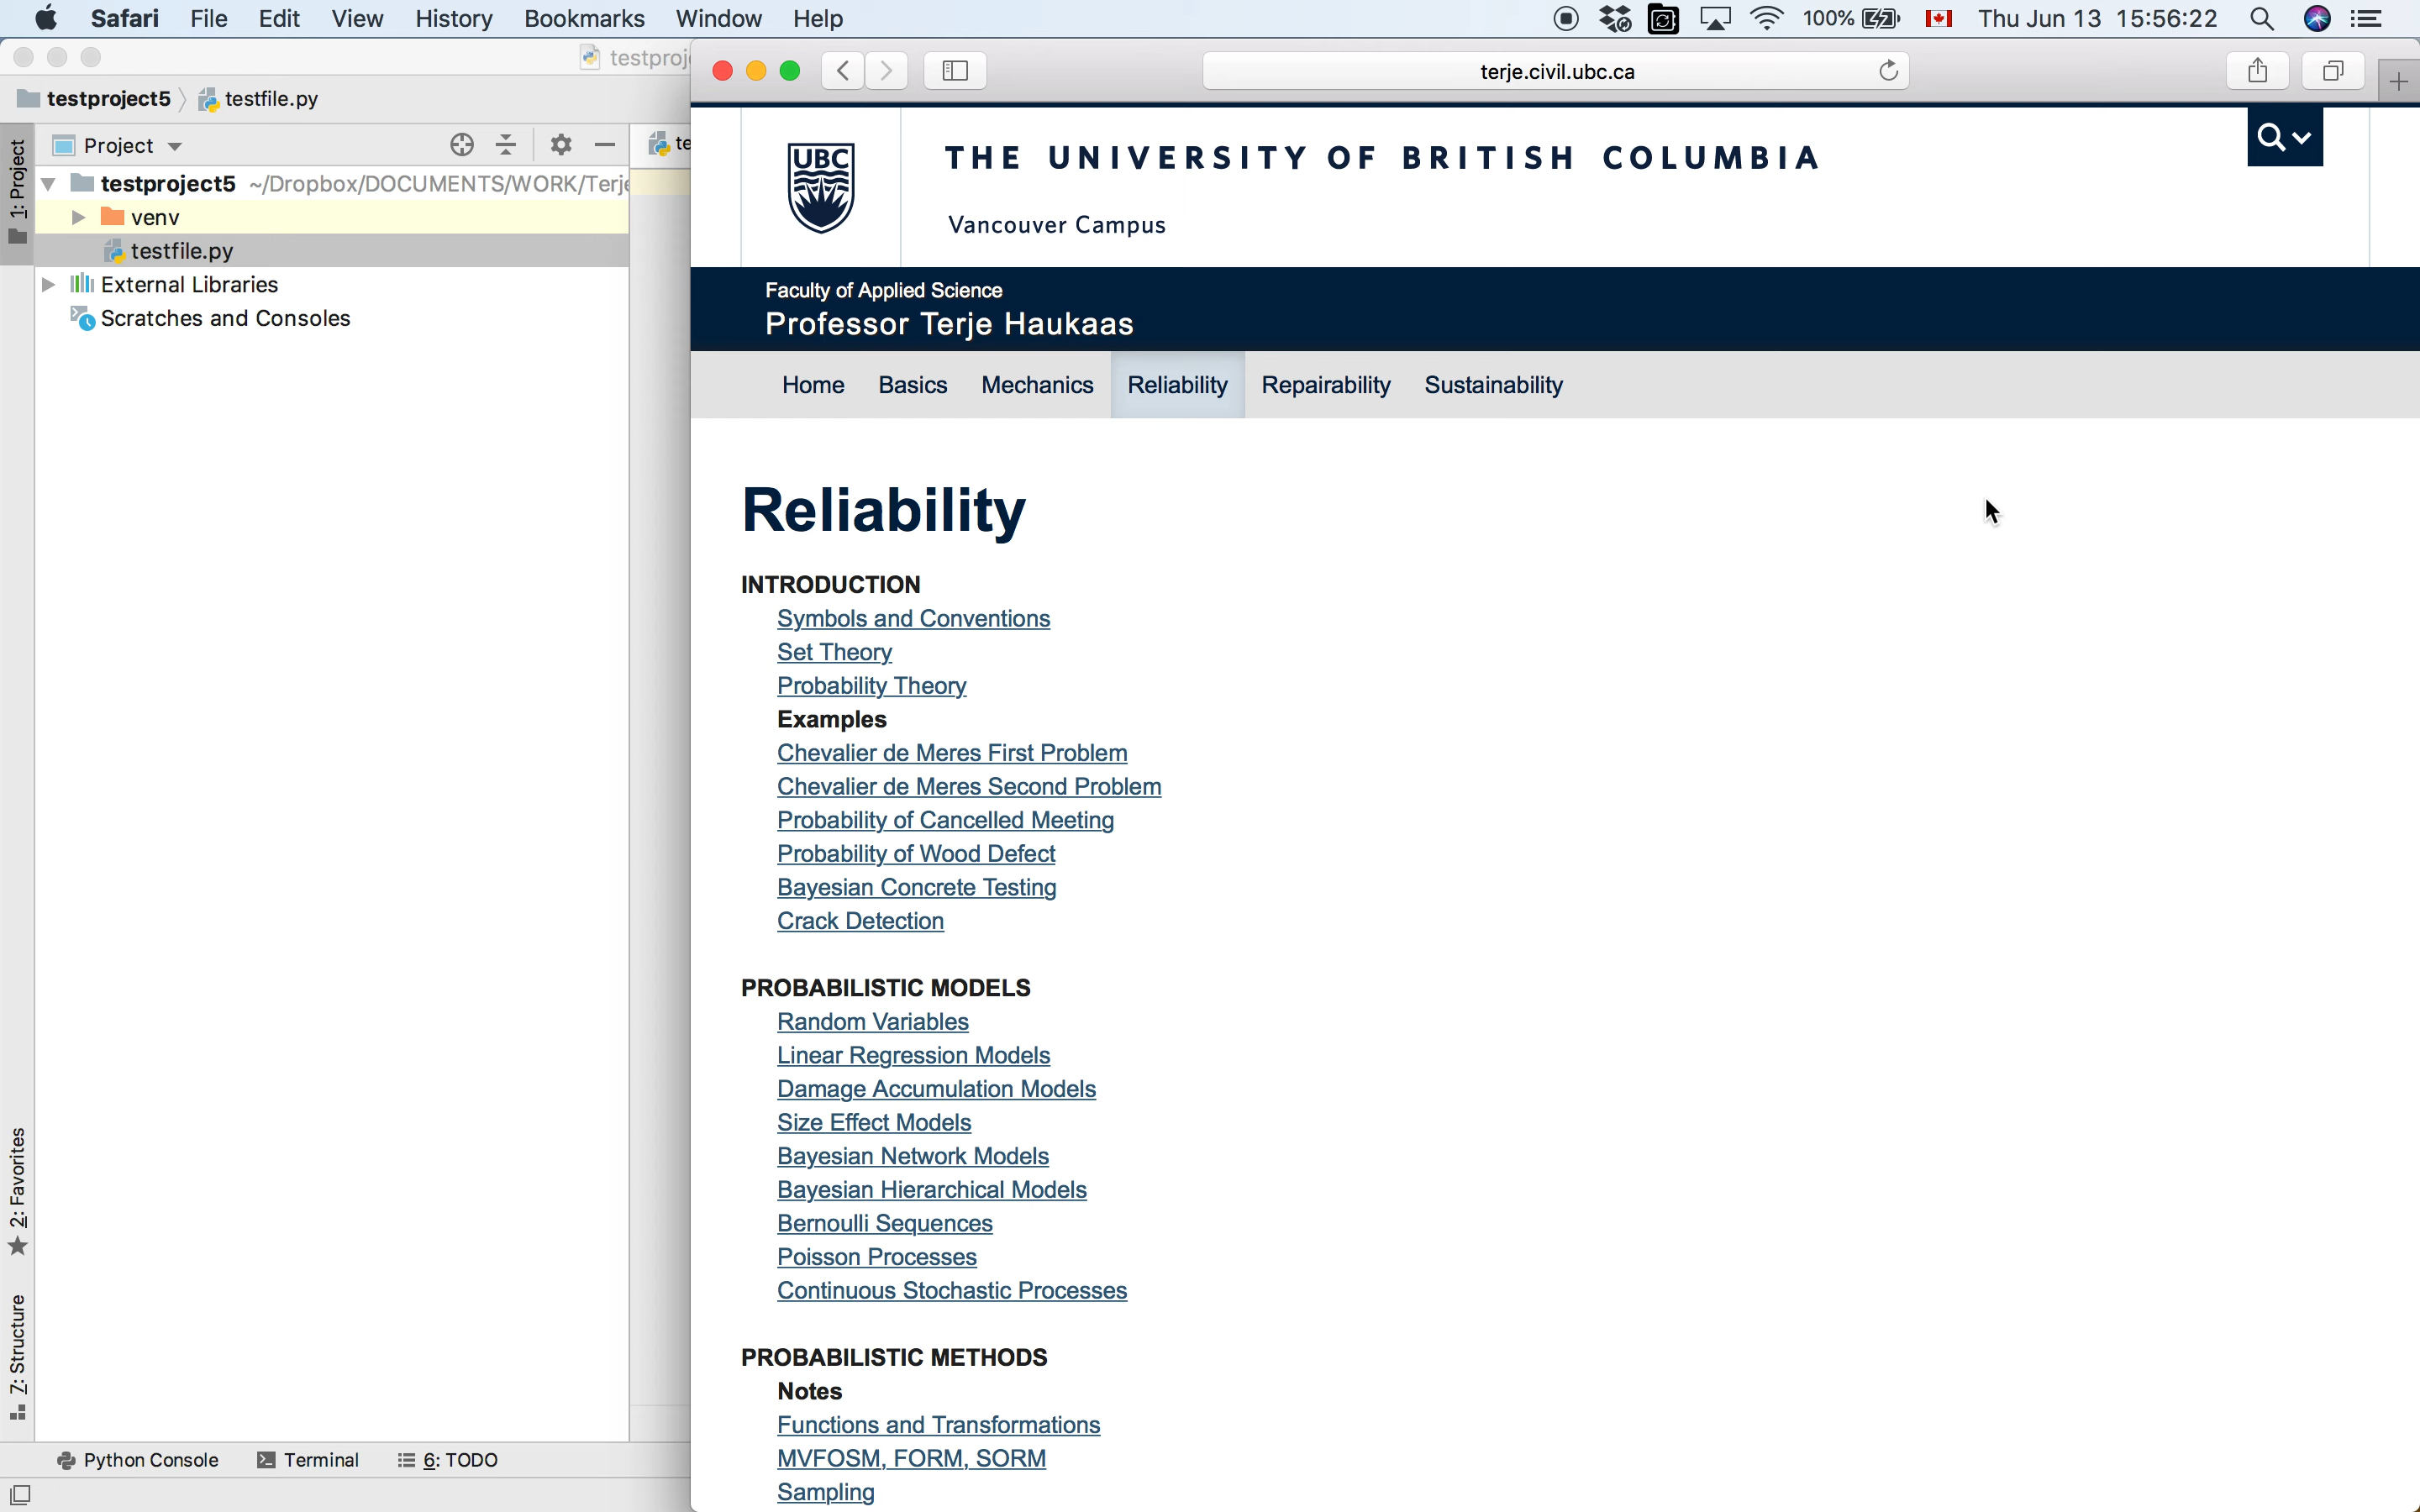 Safari File Edit View History Bookmarks Window Help 100% Thu Jun 13 15:56:22
testproj
testproject5 testfile.py
1: Project
Project
testproject5 ~/Dropbox/DOCUMENTS/WORK/Terje
venv
testfile.py
External Libraries
Scratches and Consoles
2: Favorites
7: Structure
Python Console Terminal 6: TODO
te
terje.civil.ubc.ca
UBC
THE UNIVERSITY OF BRITISH COLUMBIA
Vancouver Campus
Faculty of Applied Science
Professor Terje Haukaas
Home Basics Mechanics Reliability Repairability Sustainability
Reliability
INTRODUCTION
Symbols and Conventions
Set Theory
Probability Theory
Examples
Chevalier de Meres First Problem
Chevalier de Meres Second Problem
Probability of Cancelled Meeting
Probability of Wood Defect
Bayesian Concrete Testing
Crack Detection
PROBABILISTIC MODELS
Random Variables
Linear Regression Models
Damage Accumulation Models
Size Effect Models
Bayesian Network Models
Bayesian Hierarchical Models
Bernoulli Sequences
Poisson Processes
Continuous Stochastic Processes
PROBABILISTIC METHODS
Notes
Functions and Transformations
MVFOSM, FORM, SORM
Sampling